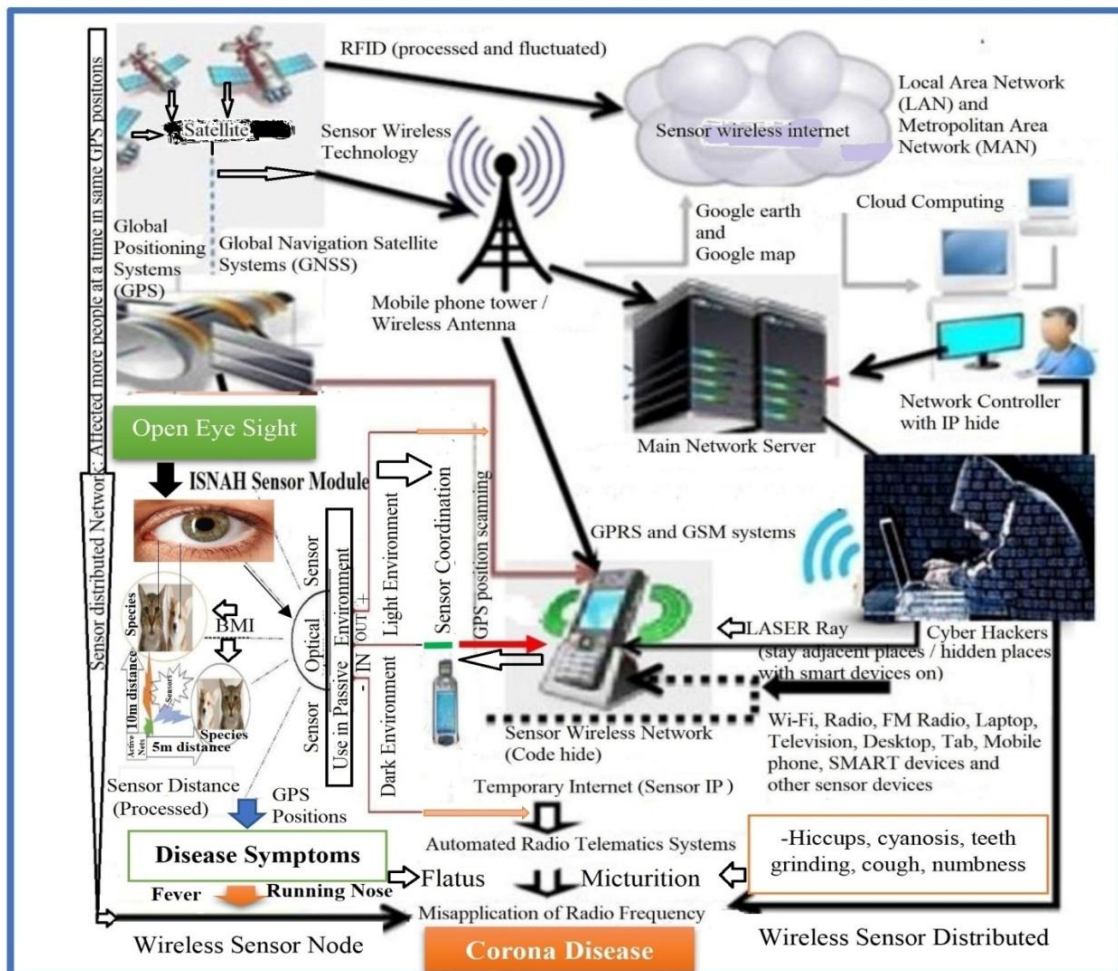 RFID (processed and fluctuated)
Satellite
Sensor wireless internet
Local Area Network
(LAN) and
Metropolitan Area
Network (MAN)
Sensor Wireless
Technology
Global
Positioning
Systems
(GPS)
Global Navigation Satellite
Systems (GNSS)
Google earth
and
Google map
Cloud Computing
Mobile phone tower /
Wireless Antenna
Sensor distributed Network: Affected more people at a time in same GPS positions
Open Eye Sight
Main Network Server
Network Controller
with IP hide
ISNAH Sensor Module
GPRS and GSM systems
Sensor Optical Sensor
Use in Passive Environment
- IN OUT +
Dark Environment
Light Environment
Sensor Coordination
GPS position scanning
Species
BMI
10m distance
Sensory
Active
Nets
5m distance
Species
LASER Ray
Cyber Hackers
(stay adjacent places / hidden places
with smart devices on)
Sensor Wireless Network
(Code hide)
Wi-Fi, Radio, FM Radio, Laptop,
Television, Desktop, Tab, Mobile
phone, SMART devices and
other sensor devices
Sensor Distance
(Processed)
GPS
Positions
Temporary Internet (Sensor IP )
Automated Radio Telematics Systems
Disease Symptoms
Fever
Running Nose
Flatus
Micturition
-Hiccups, cyanosis, teeth
grinding, cough, numbness
Misapplication of Radio Frequency
Wireless Sensor Node
Corona Disease
Wireless Sensor Distributed